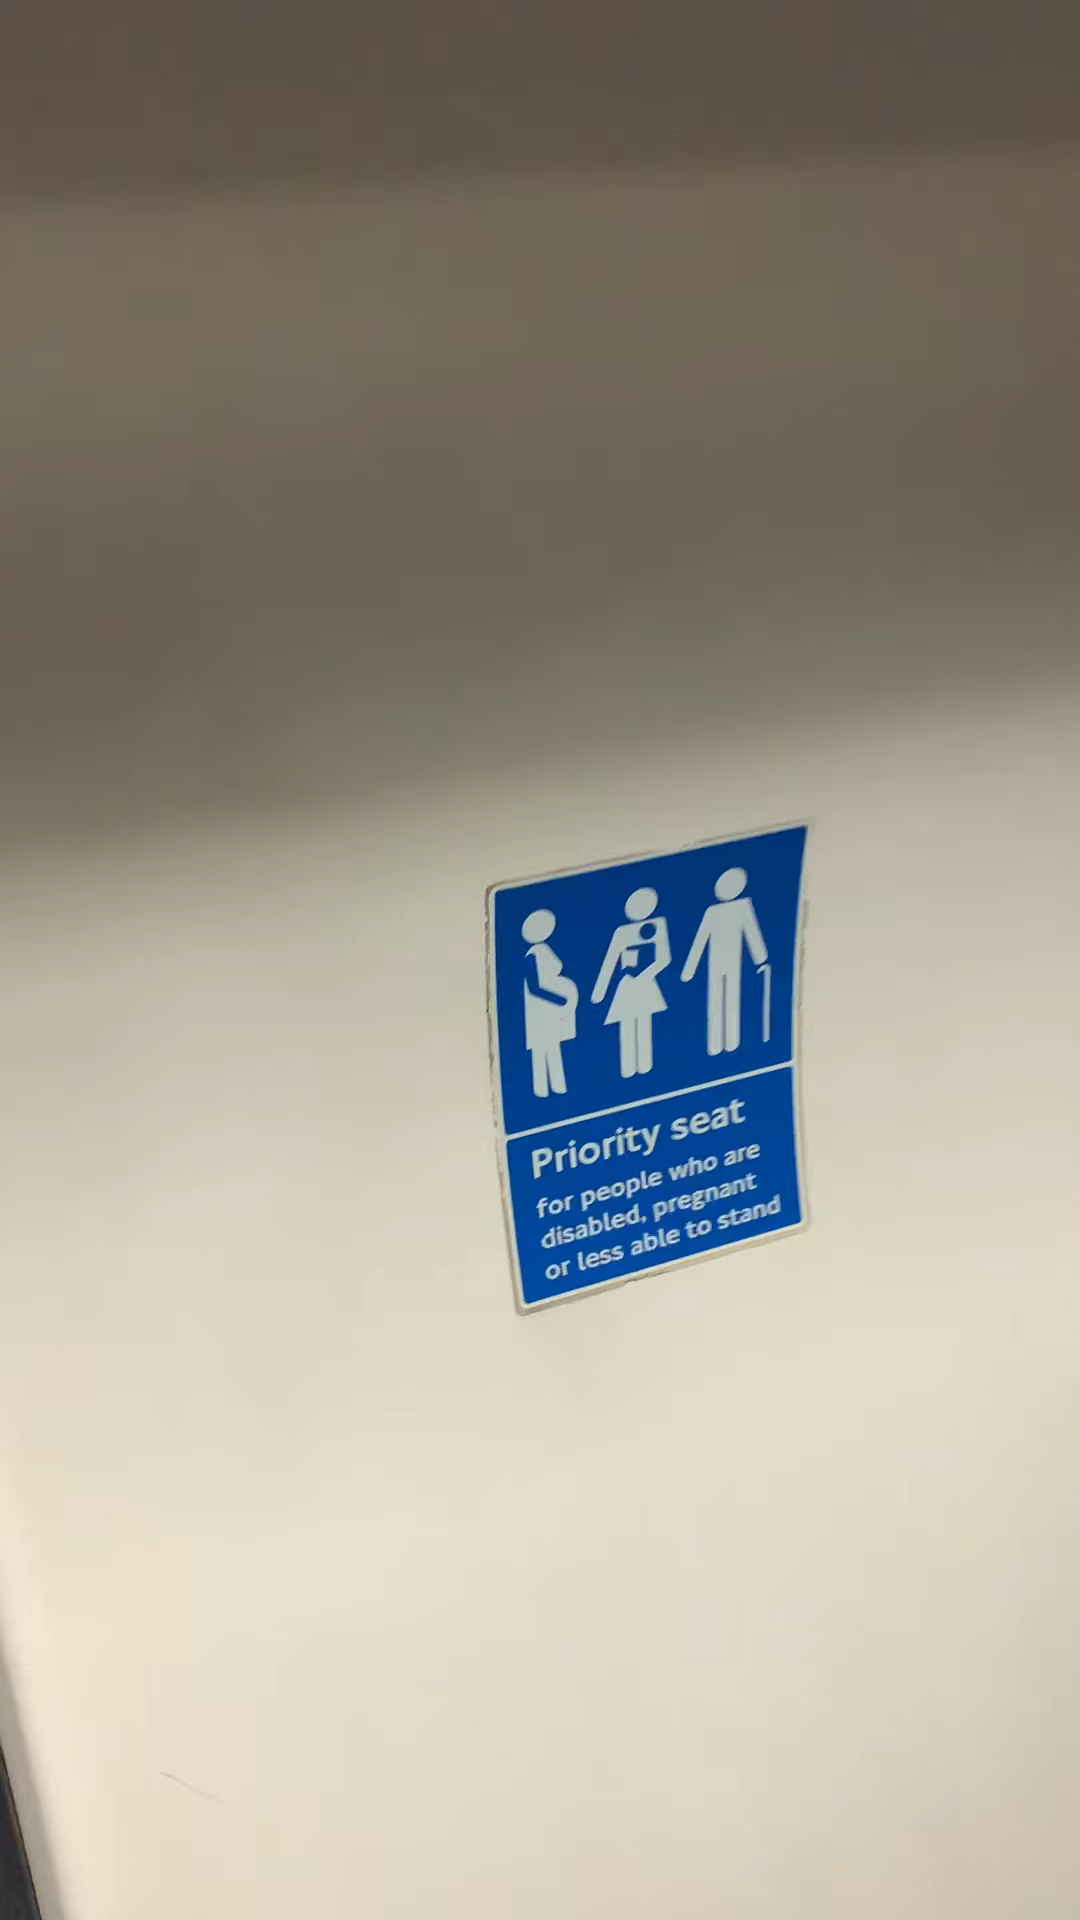 Priority seat
for people who are
disabled, pregnant
or less able to stand